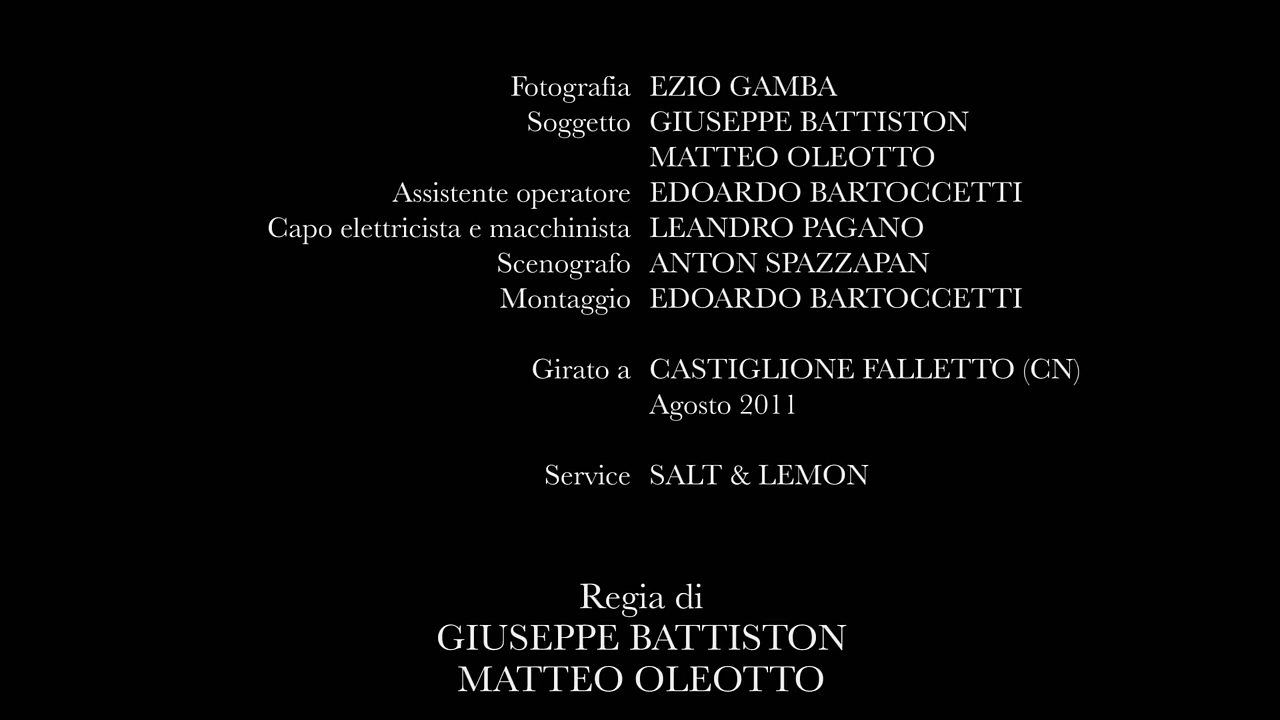 Fotografia EZIO GAMBA
Soggetto GIUSEPPE BATTISTON
MATTEO OLEOTTO
Assistente operatore EDOARDO BARTOCCETTI
Capo elettricista e macchinista LEANDRO PAGANO
Scenografo ANTON SPAZZAPAN
Montaggio EDOARDO BARTOCCETTI
Girato a CASTIGLIONE FALLETTO (CN)
Agosto 2011
Service SALT & LEMON
Regia di
GIUSEPPE BATTISTON
MATTEO OLEOTTO